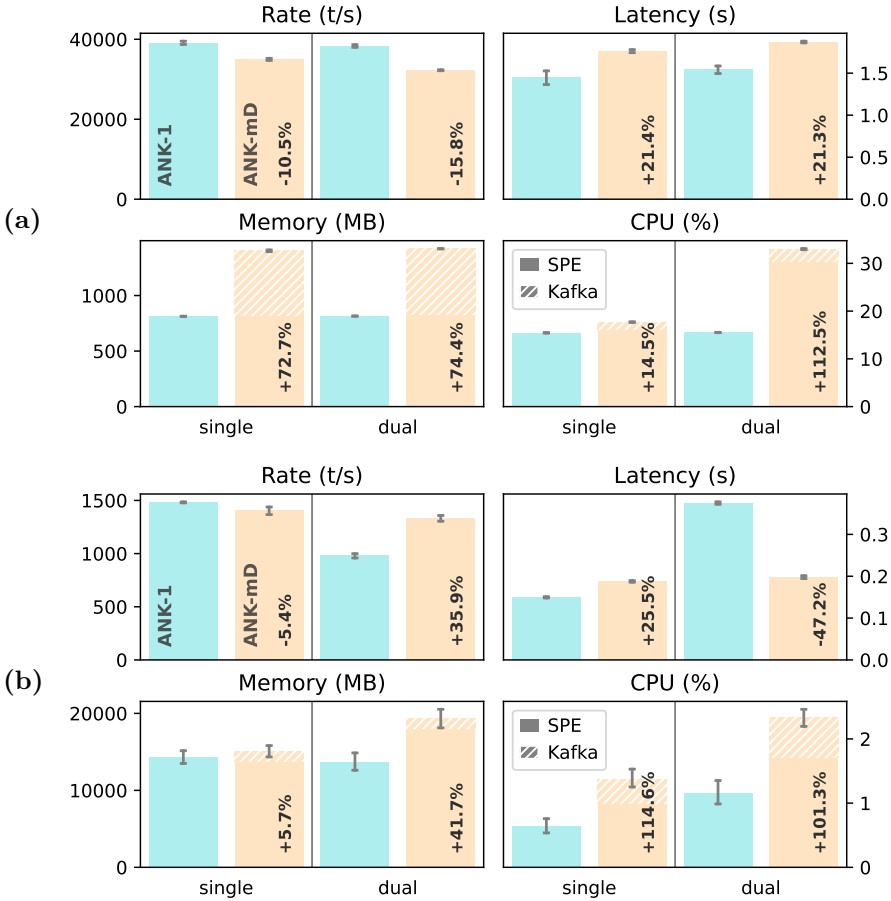 Rate (t/s)
Latency (s)
40000
20000
0
ANK-1
ANK-mD
-10.5%
-15.8%
+21.4%
+21.3%
1.5
1.0
0.5
0.0
(a)
Memory (MB)
CPU (%)
1000
500
0
+72.7%
+74.4%
SPE
Kafka
+14.5%
+112.5%
30
20
10
0
single
dual
single
dual
Rate (t/s)
Latency (s)
1500
1000
500
0
ANK-1
ANK-mD
-5.4%
+35.9%
+25.5%
-47.2%
0.3
0.2
0.1
0.0
(b)
Memory (MB)
CPU (%)
20000
10000
0
+5.7%
+41.7%
SPE
Kafka
+114.6%
+101.3%
2
1
0
single
dual
single
dual